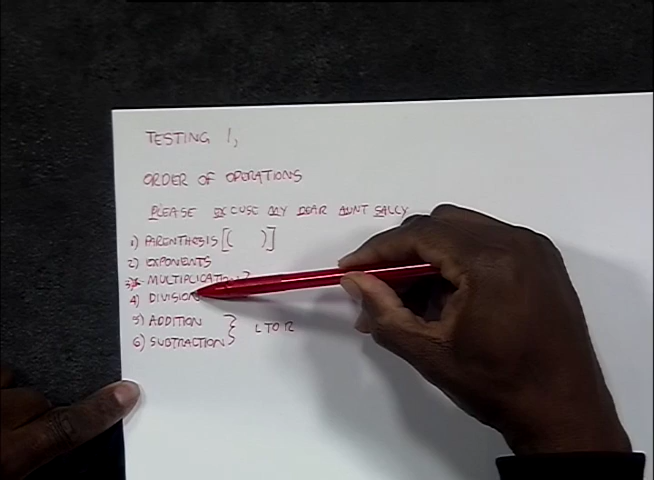 TESTING 1,
ORDER OF OPERATIONS
PLEASE EXCUSE MY DEAR AUNT SALLY
1) PARENTHESIS [( )]
2) EXPONENTS
3) MULTIPLICATION }
4) DIVISION
5) ADDITION
6) SUBTRACTION } L TO R